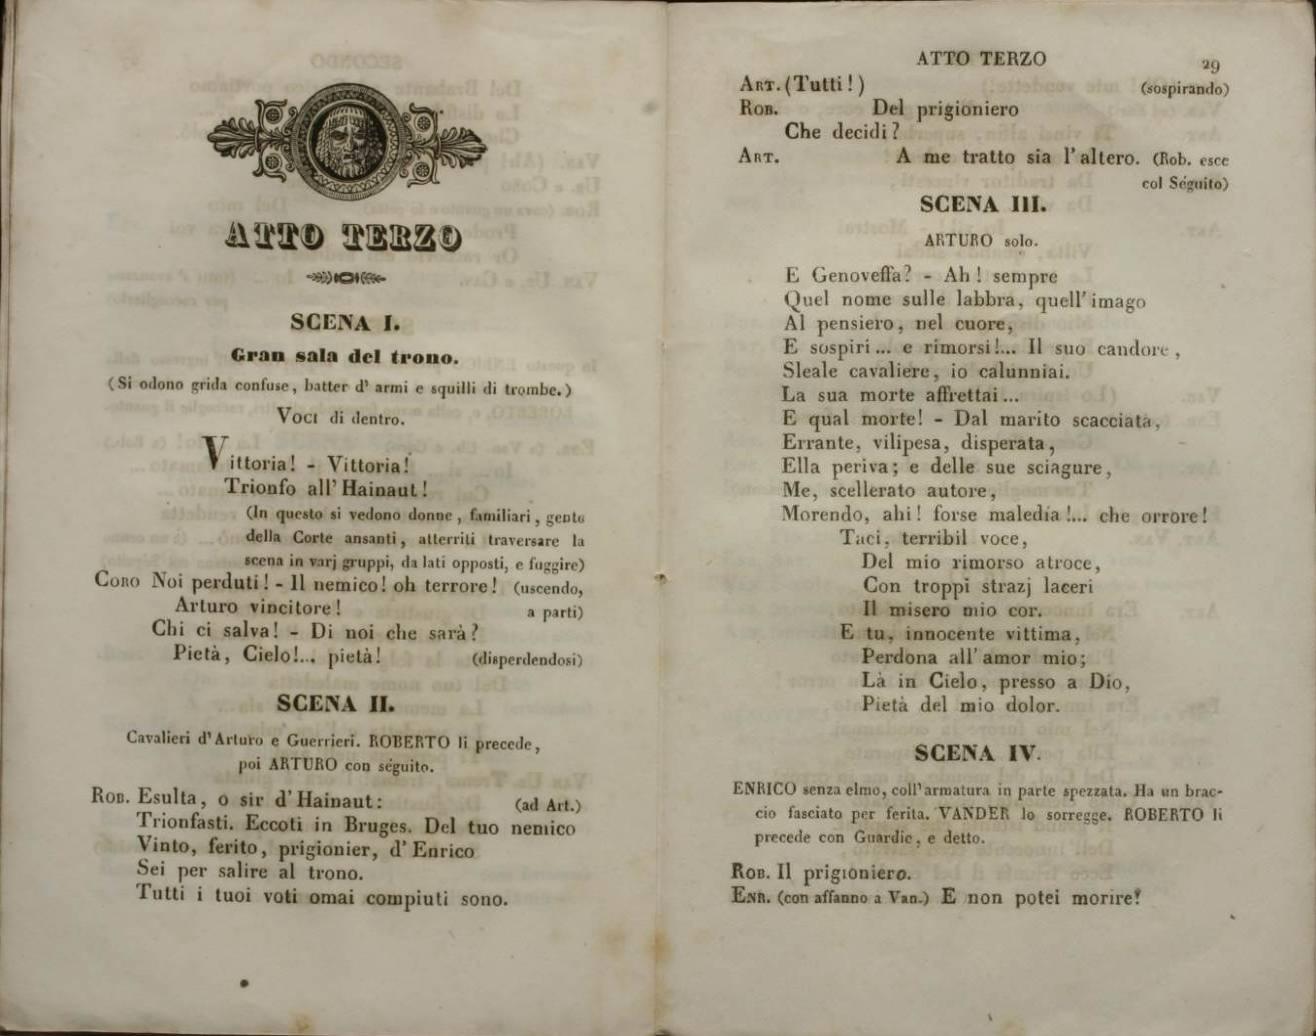 ATTO TERZO
SCENA I.
Gran sala del trono.
(Si odono grida confuse, batter d' armi e squilli di trombe.)
Voci di dentro.
Vittoria! - Vittoria!
Trionfo all' Hainaut!
(In questo si vedono donne, familiari, gente
della Corte ansanti, atterriti traversare la
scena in varj gruppi, da lati opposti, e fuggire)
Coro Noi perduti! - Il nemico! oh terrore! (uscendo,
Arturo vincitore! a parti)
Chi ci salva! - Di noi che sarà?
Pietà, Cielo!... pietà! (disperdendosi)
SCENA II.
Cavalieri d'Arturo e Guerrieri. ROBERTO li precede,
poi ARTURO con séguito.
Rob. Esulta, o sir d'Hainaut: (ad Art.)
Trionfasti. Eccoti in Bruges. Del tuo nemico
Vinto, ferito, prigionier, d'Enrico
Sei per salire al trono.
Tutti i tuoi voti omai compiuti sono.
ATTO TERZO 29
Art. (Tutti!) (sospirando)
Rob. Del prigioniero
Che decidi?
Art. A me tratto sia l'altero. (Rob. esce
col Séguito)
SCENA III.
ARTURO solo.
E Genoveffa? - Ah! sempre
Quel nome sulle labbra, quell'imago
Al pensiero, nel cuore,
E sospiri... e rimorsi!... Il suo candore,
Sleale cavaliere, io calunniai.
La sua morte affrettai...
E qual morte! - Dal marito scacciata,
Errante, vilipesa, disperata,
Ella periva; e delle sue sciagure,
Me, scellerato autore,
Morendo, ahi! forse maledia!... che orrore!
Taci, terribil voce,
Del mio rimorso atroce,
Con troppi strazj laceri
Il misero mio cor.
E tu, innocente vittima,
Perdona all'amor mio;
Là in Cielo, presso a Dio,
Pietà del mio dolor.
SCENA IV.
ENRICO senza elmo, coll'armatura in parte spezzata. Ha un brac-
cio fasciato per ferita. VANDER lo sorregge. ROBERTO li
precede con Guardie, e detto.
Rob. Il prigioniero.
Enr. (con affanno a Van.) E non potei morire!